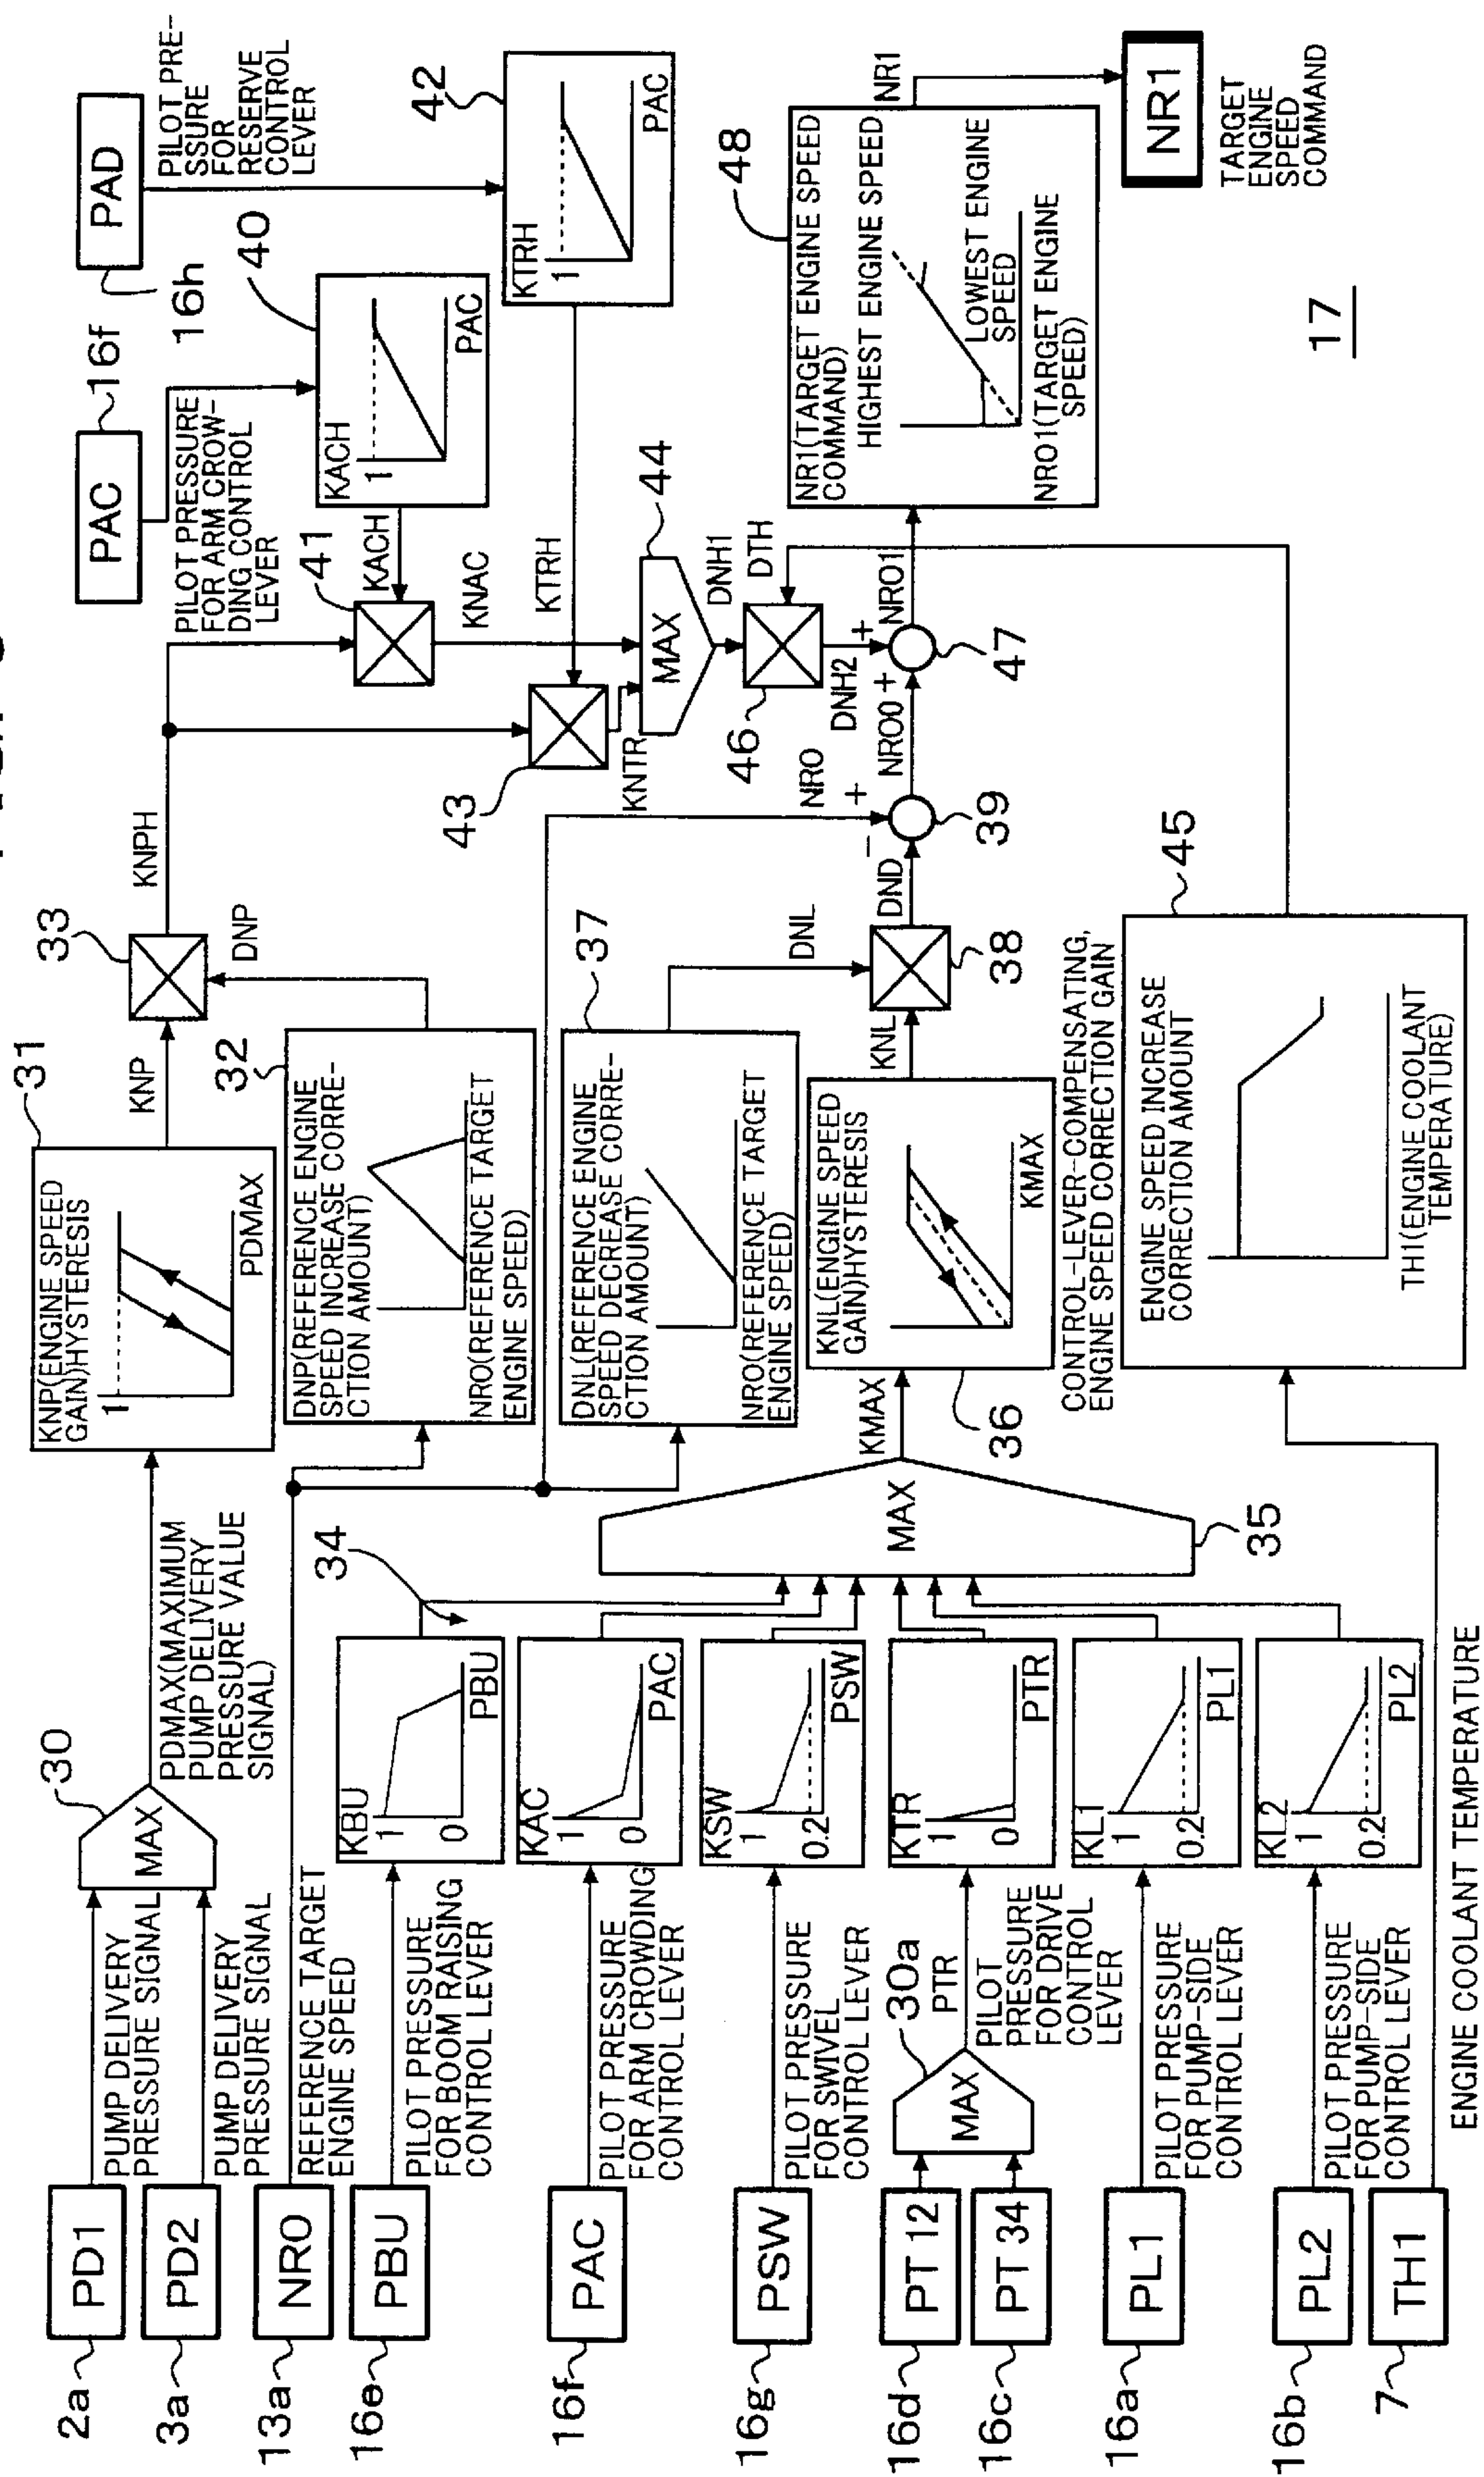 2a
PD1
PUMP DELIVERY
PRESSURE SIGNAL
3a
PD2
PUMP DELIVERY
PRESSURE SIGNAL
30
MAX
PDMAX(MAXIMUM
PUMP DELIVERY
PRESSURE VALUE
SIGNAL)
31
KNP(ENGINE SPEED
GAIN)HYSTERESIS
1
PDMAX
KNP
33
KNPH
DNP
13a
NRO
REFERENCE TARGET
ENGINE SPEED
32
DNP(REFERENCE ENGINE
SPEED INCREASE CORRE-
CTION AMOUNT)
NRO(REFERENCE TARGET
ENGINE SPEED)
16e
PBU
PILOT PRESSURE
FOR BOOM RAISING
CONTROL LEVER
34
KBU
1
0
PBU
37
DNL(REFERENCE ENGINE
SPEED DECREASE CORRE-
CTION AMOUNT)
NRO(REFERENCE TARGET
ENGINE SPEED)
DNL
16f
PAC
PILOT PRESSURE
FOR ARM CROWDING
CONTROL LEVER
KAC
1
0
PAC
16g
PSW
PILOT PRESSURE
FOR SWIVEL
CONTROL LEVER
KSW
1
0.2
PSW
16d
PT 12
16c
PT 34
30a
MAX
PTR
PILOT
PRESSURE
FOR DRIVE
CONTROL
LEVER
KTR
1
0
PTR
16a
PL1
PILOT PRESSURE
FOR PUMP-SIDE
CONTROL LEVER
KL1
1
0.2
PL1
16b
PL2
PILOT PRESSURE
FOR PUMP-SIDE
CONTROL LEVER
KL2
1
0.2
PL2
7
TH1
ENGINE COOLANT TEMPERATURE
MAX
35
KMAX
36
KNL(ENGINE SPEED
GAIN)HYSTERESIS
KMAX
KNL
38
DND
−
NRO
+
39
NRO0
+
CONTROL-LEVER-COMPENSATING,
ENGINE SPEED CORRECTION GAIN
45
ENGINE SPEED INCREASE
CORRECTION AMOUNT
TH1(ENGINE COOLANT
TEMPERATURE)
PAC
16f
PILOT PRESSURE
FOR ARM CROW-
DING CONTROL
LEVER
PAD
16h
PILOT PRE-
SSURE
FOR
RESERVE
CONTROL
LEVER
40
KACH
1
PAC
41
KACH
KNAC
42
KTRH
1
PAC
KTRH
43
KNTR
44
MAX
DNH1
DTH
46
DNH2
+
47
NRO1
48
NR1(TARGET ENGINE SPEED
COMMAND)
HIGHEST ENGINE SPEED
LOWEST ENGINE
SPEED
NRO1(TARGET ENGINE
SPEED)
NR1
NR1
TARGET
ENGINE
SPEED
COMMAND
17